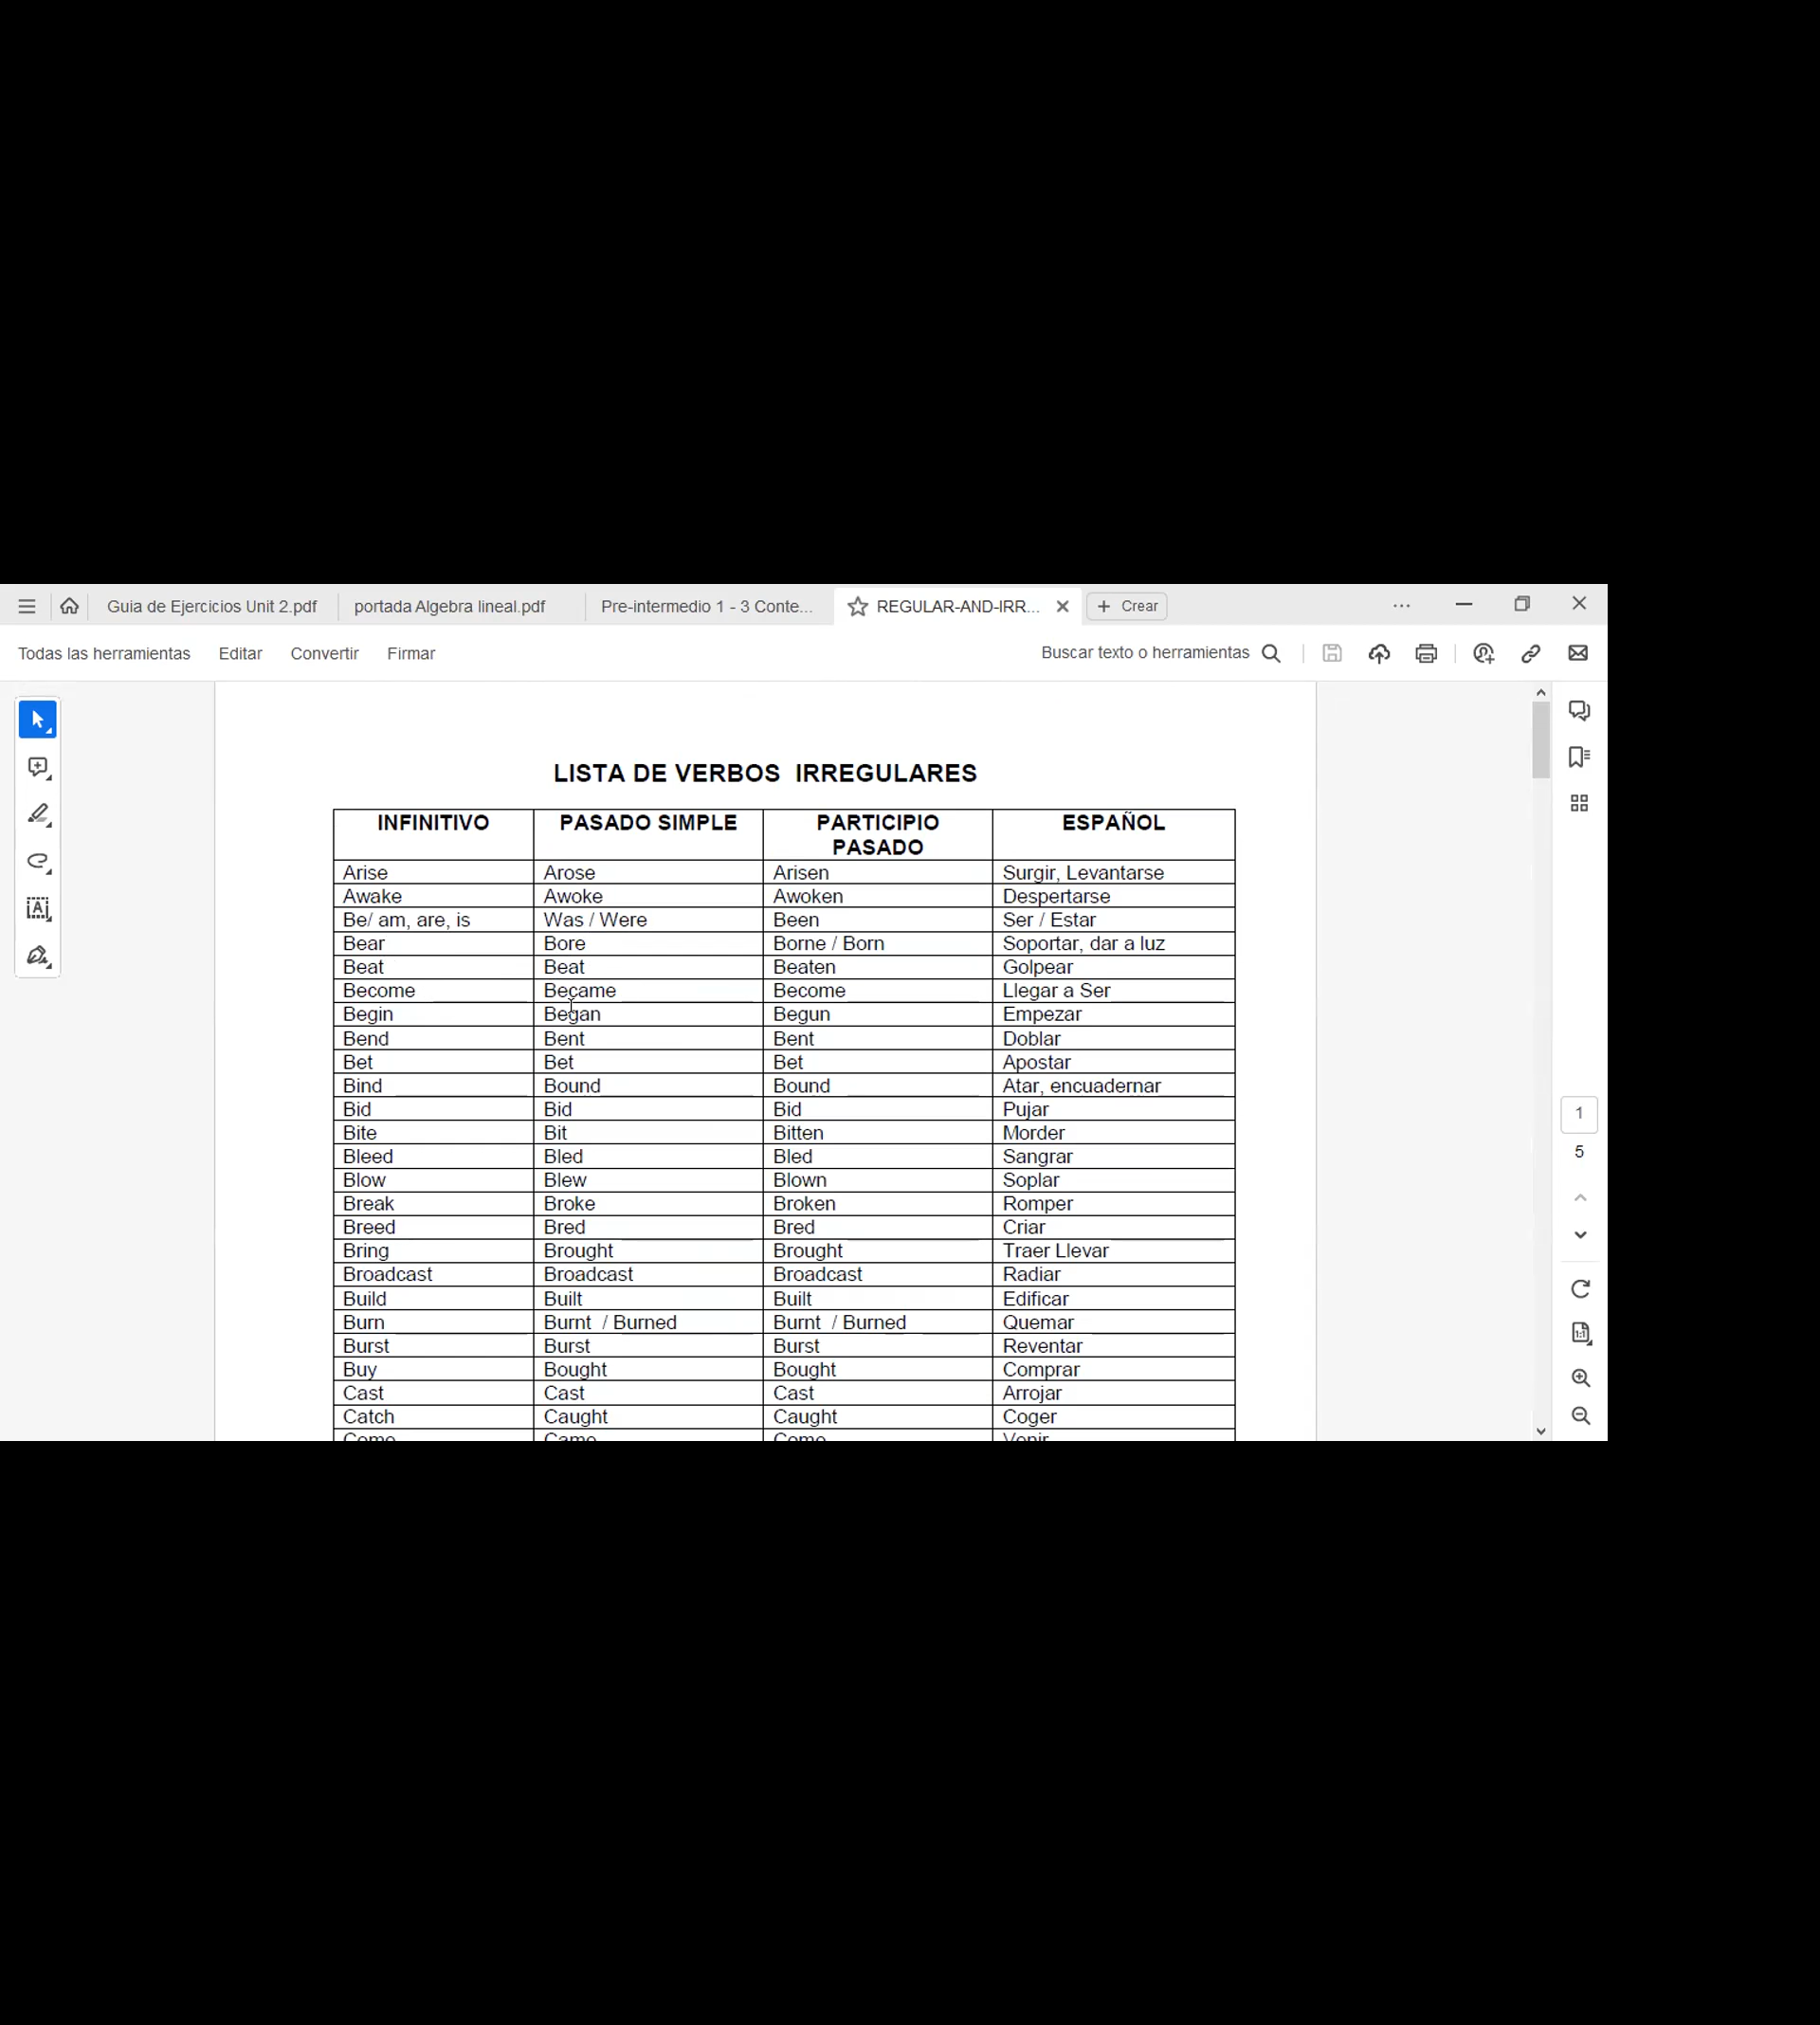 Guia de Ejercicios Unit 2.pdf portada Algebra lineal.pdf Pre-intermedio 1 - 3 Conte... REGULAR-AND-IRR... + Crear
Todas las herramientas Editar Convertir Firmar Buscar texto o herramientas
LISTA DE VERBOS IRREGULARES
INFINITIVO PASADO SIMPLE PARTICIPIO PASADO ESPAÑOL
Arise Arose Arisen Surgir, Levantarse
Awake Awoke Awoken Despertarse
Be/ am, are, is Was / Were Been Ser / Estar
Bear Bore Borne / Born Soportar, dar a luz
Beat Beat Beaten Golpear
Become Became Become Llegar a Ser
Begin Began Begun Empezar
Bend Bent Bent Doblar
Bet Bet Bet Apostar
Bind Bound Bound Atar, encuadernar
Bid Bid Bid Pujar
Bite Bit Bitten Morder
Bleed Bled Bled Sangrar
Blow Blew Blown Soplar
Break Broke Broken Romper
Breed Bred Bred Criar
Bring Brought Brought Traer Llevar
Broadcast Broadcast Broadcast Radiar
Build Built Built Edificar
Burn Burnt / Burned Burnt / Burned Quemar
Burst Burst Burst Reventar
Buy Bought Bought Comprar
Cast Cast Cast Arrojar
Catch Caught Caught Coger
Come Came Come Venir
1
5